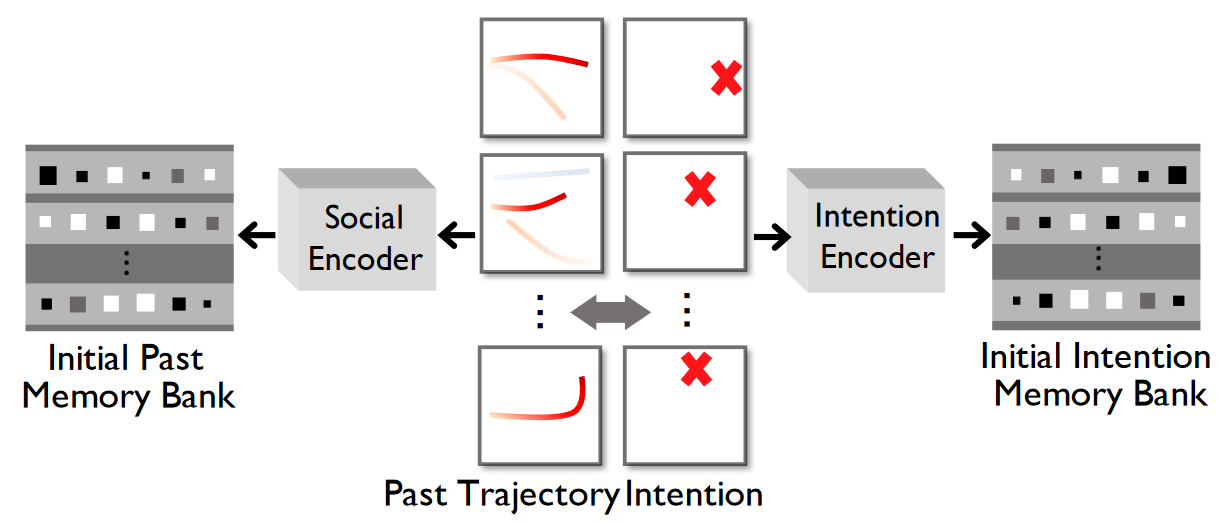 Social
Encoder
Intention
Encoder
Initial Past
Memory Bank
Initial Intention
Memory Bank
Past Trajectory Intention